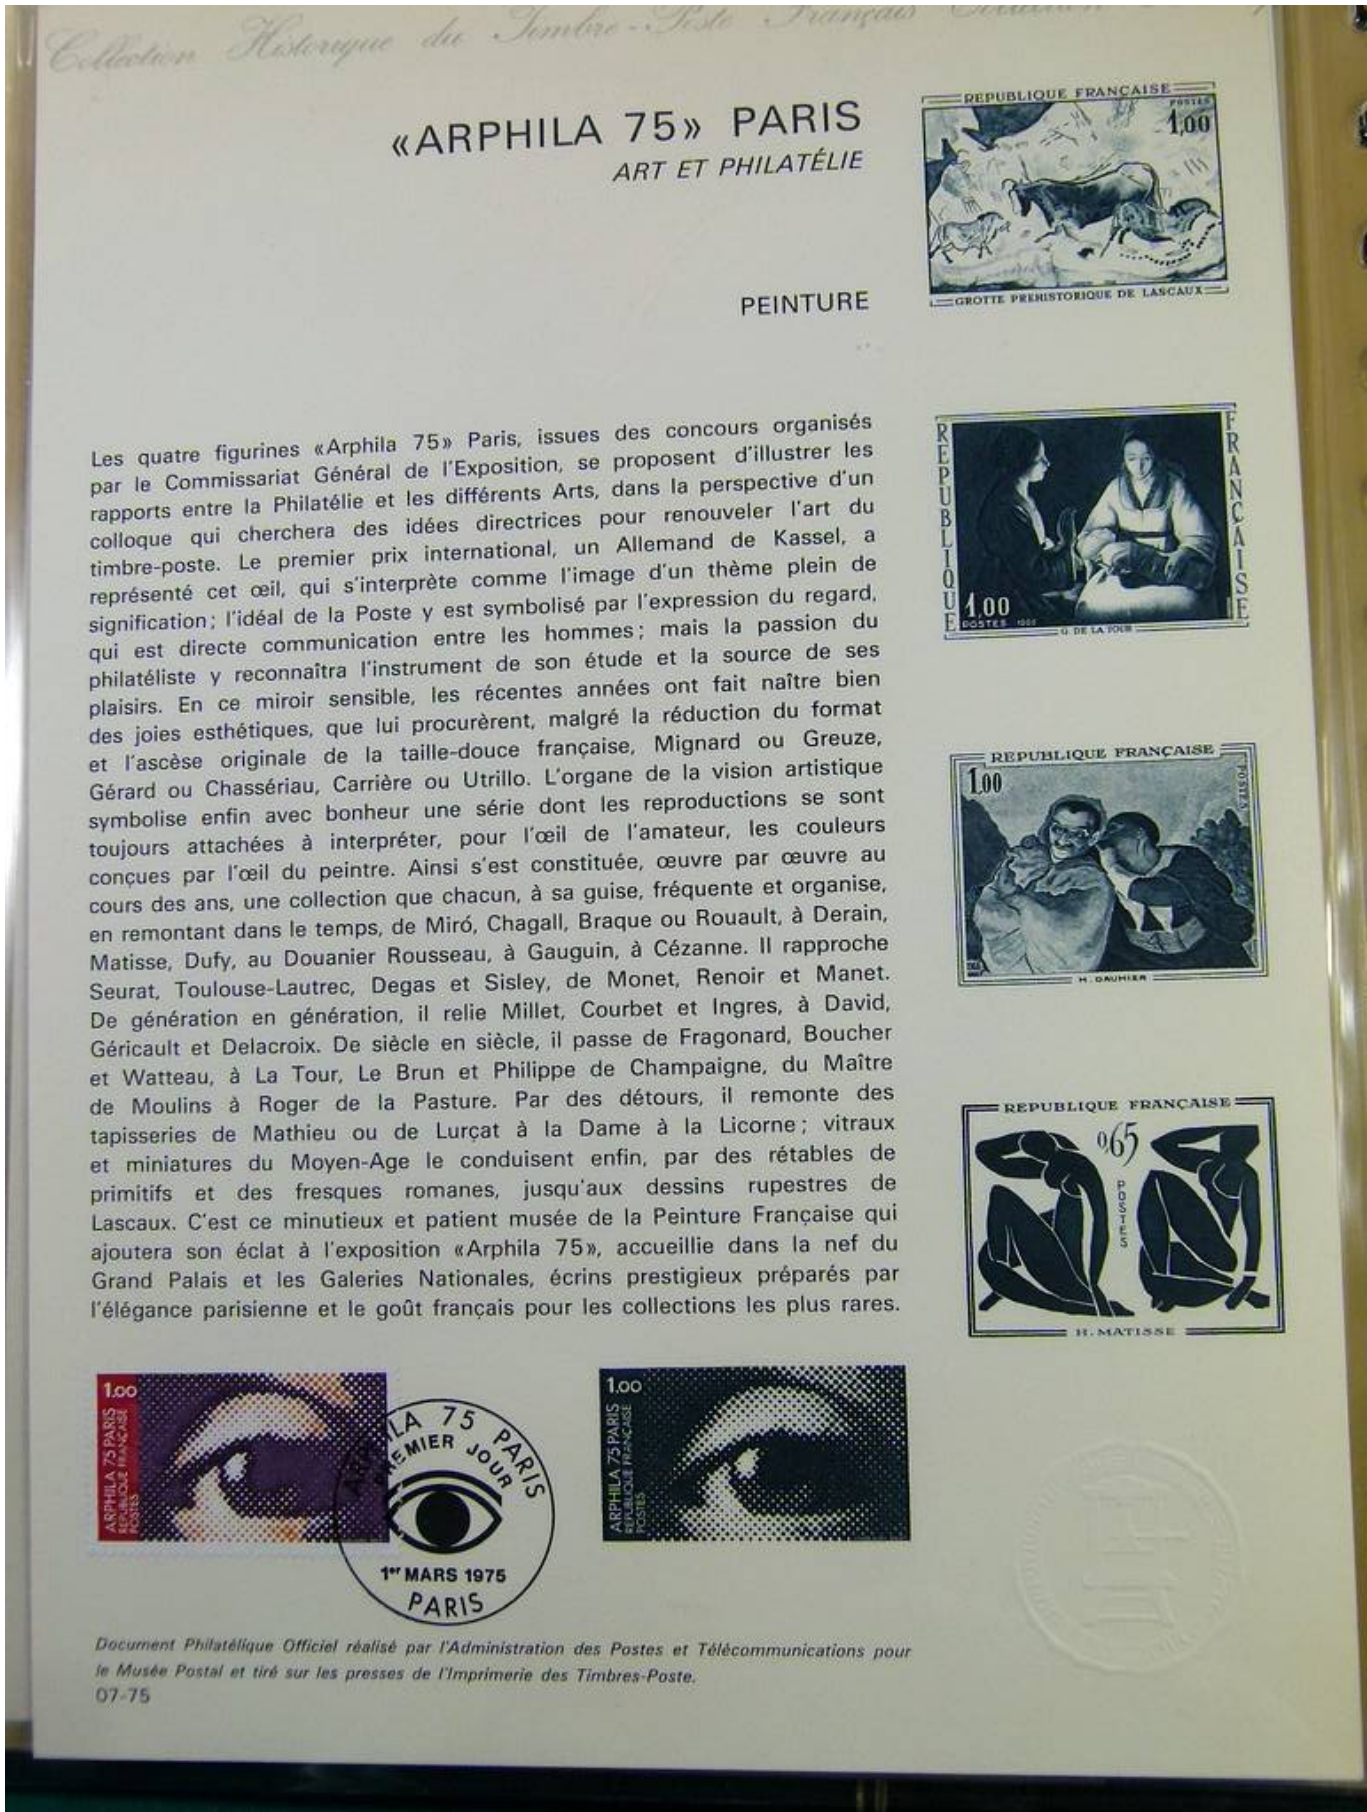 Collection Historique du Timbre-Poste Français
«ARPHILA 75» PARIS
ART ET PHILATÉLIE
PEINTURE
REPUBLIQUE FRANÇAISE
POSTES
1,00
GROTTE PREHISTORIQUE DE LASCAUX
Les quatre figurines «Arphila 75» Paris, issues des concours organisés
par le Commissariat Général de l'Exposition, se proposent d'illustrer les
rapports entre la Philatélie et les différents Arts, dans la perspective d'un
colloque qui cherchera des idées directrices pour renouveler l'art du
timbre-poste. Le premier prix international, un Allemand de Kassel, a
représenté cet œil, qui s'interprète comme l'image d'un thème plein de
signification; l'idéal de la Poste y est symbolisé par l'expression du regard,
qui est directe communication entre les hommes; mais la passion du
philatéliste y reconnaîtra l'instrument de son étude et la source de ses
plaisirs. En ce miroir sensible, les récentes années ont fait naître bien
des joies esthétiques, que lui procurèrent, malgré la réduction du format
et l'ascèse originale de la taille-douce française, Mignard ou Greuze,
Gérard ou Chassériau, Carrière ou Utrillo. L'organe de la vision artistique
symbolise enfin avec bonheur une série dont les reproductions se sont
toujours attachées à interpréter, pour l'œil de l'amateur, les couleurs
conçues par l'œil du peintre. Ainsi s'est constituée, œuvre par œuvre au
cours des ans, une collection que chacun, à sa guise, fréquente et organise,
en remontant dans le temps, de Miró, Chagall, Braque ou Rouault, à Derain,
Matisse, Dufy, au Douanier Rousseau, à Gauguin, à Cézanne. Il rapproche
Seurat, Toulouse-Lautrec, Degas et Sisley, de Monet, Renoir et Manet.
De génération en génération, il relie Millet, Courbet et Ingres, à David,
Géricault et Delacroix. De siècle en siècle, il passe de Fragonard, Boucher
et Watteau, à La Tour, Le Brun et Philippe de Champaigne, du Maître
de Moulins à Roger de la Pasture. Par des détours, il remonte des
tapisseries de Mathieu ou de Lurçat à la Dame à la Licorne; vitraux
et miniatures du Moyen-Age le conduisent enfin, par des rétables de
primitifs et des fresques romanes, jusqu'aux dessins rupestres de
Lascaux. C'est ce minutieux et patient musée de la Peinture Française qui
ajoutera son éclat à l'exposition «Arphila 75», accueillie dans la nef du
Grand Palais et les Galeries Nationales, écrins prestigieux préparés par
l'élégance parisienne et le goût français pour les collections les plus rares.
REPUBLIQUE
FRANÇAISE
1,00
POSTES
G. DE LA TOUR
REPUBLIQUE FRANÇAISE
1,00
POSTES
H. DAUMIER
REPUBLIQUE FRANÇAISE
0,65
POSTES
H. MATISSE
1.00
ARPHILA 75 PARIS
REPUBLIQUE FRANÇAISE
POSTES
ARPHILA 75 PARIS
PREMIER JOUR
1er MARS 1975
PARIS
1.00
ARPHILA 75 PARIS
REPUBLIQUE FRANÇAISE
POSTES
Document Philatélique Officiel réalisé par l'Administration des Postes et Télécommunications pour
le Musée Postal et tiré sur les presses de l'Imprimerie des Timbres-Poste.
07-75